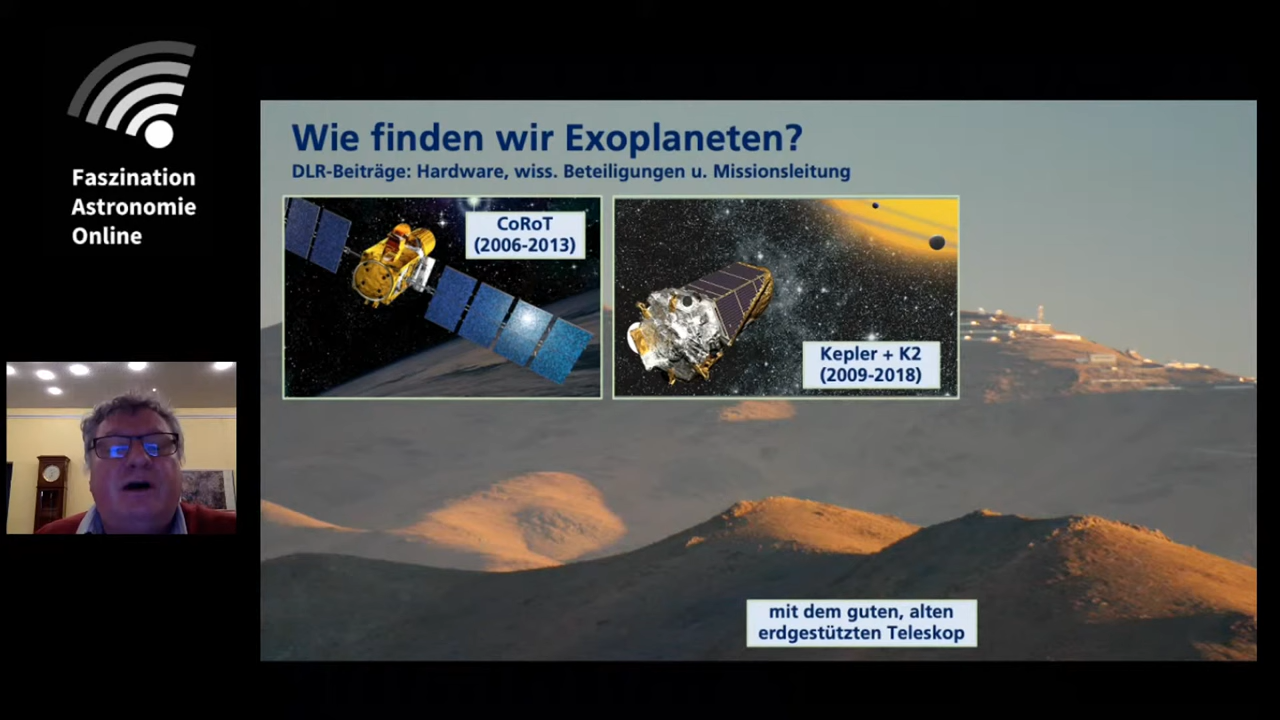 Faszination
Astronomie
Online
Wie finden wir Exoplaneten?
DLR-Beiträge: Hardware, wiss. Beteiligungen u. Missionsleitung
CoRoT
(2006-2013)
Kepler + K2
(2009-2018)
mit dem guten, alten
erdgestützten Teleskop